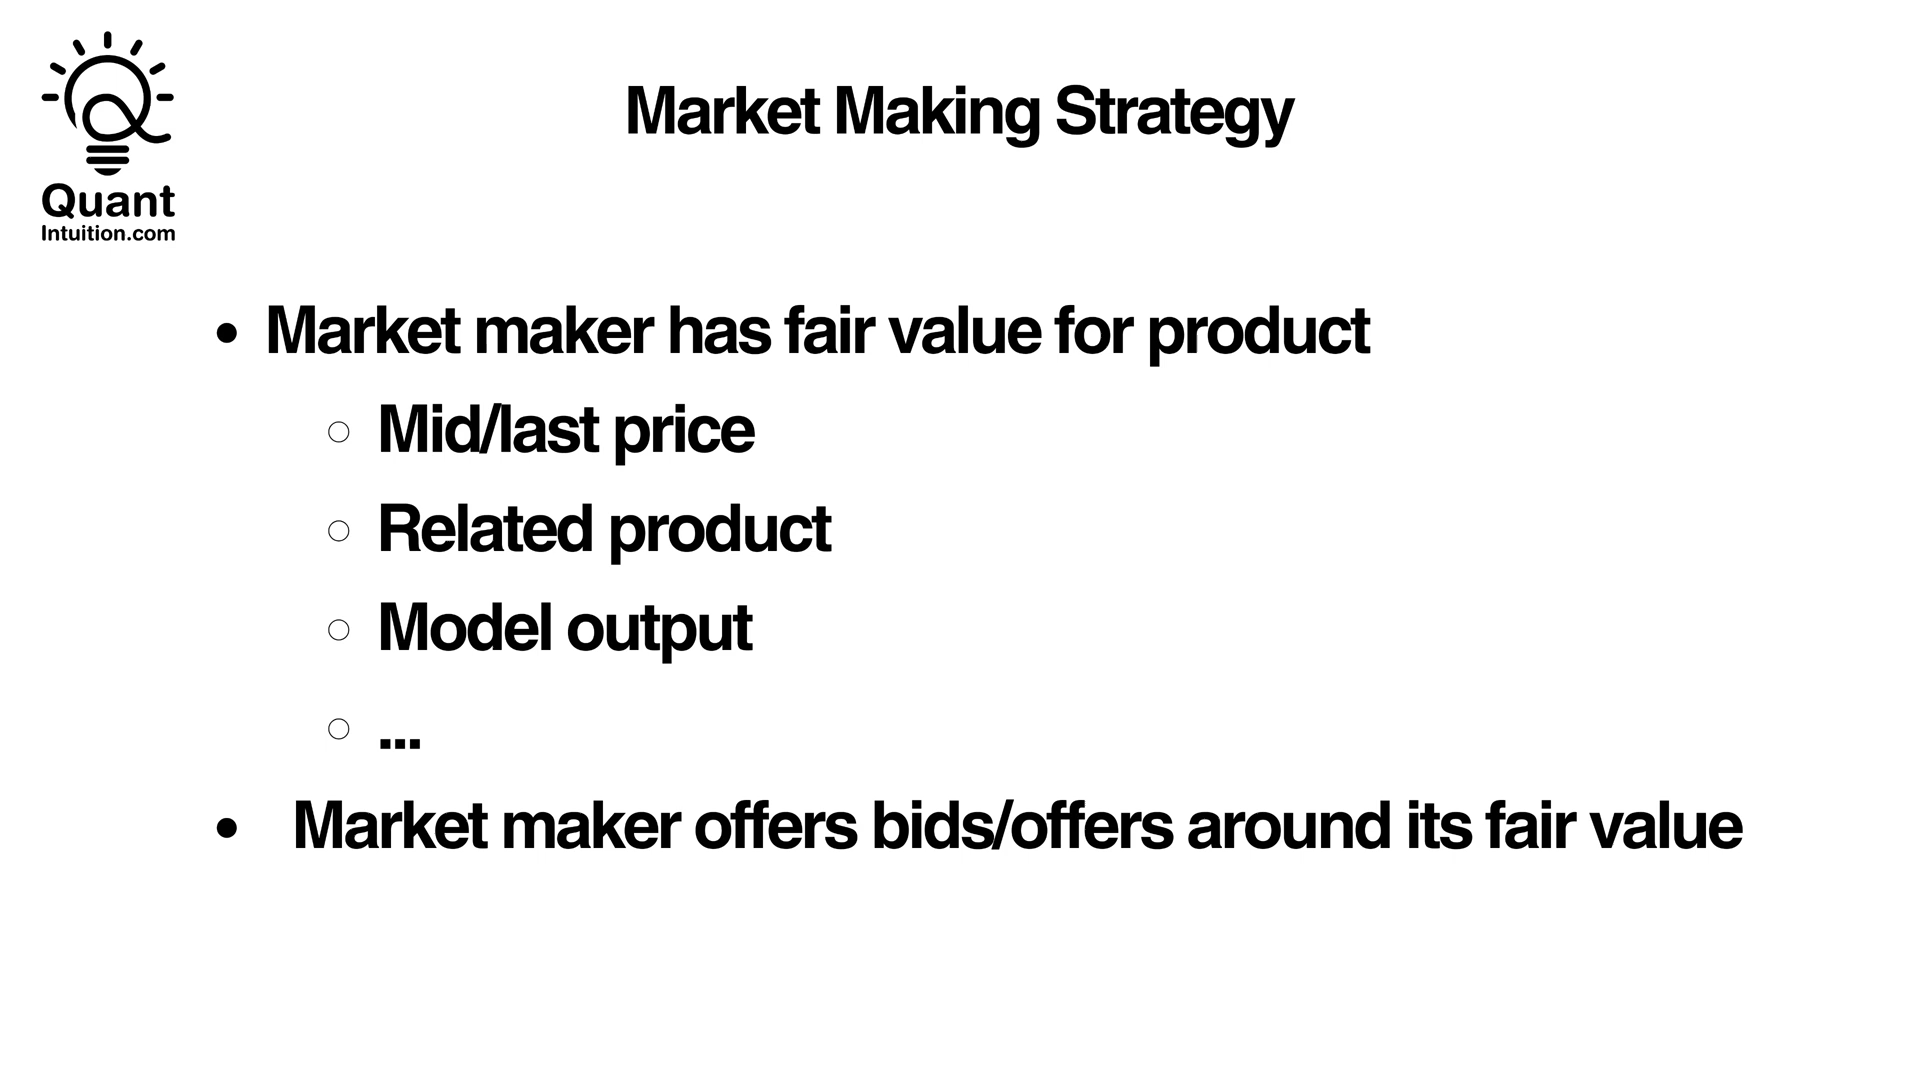 Quant
Intuition.com
Market Making Strategy
• Market maker has fair value for product
○ Mid/last price
○ Related product
○ Model output
○ ...
• Market maker offers bids/offers around its fair value